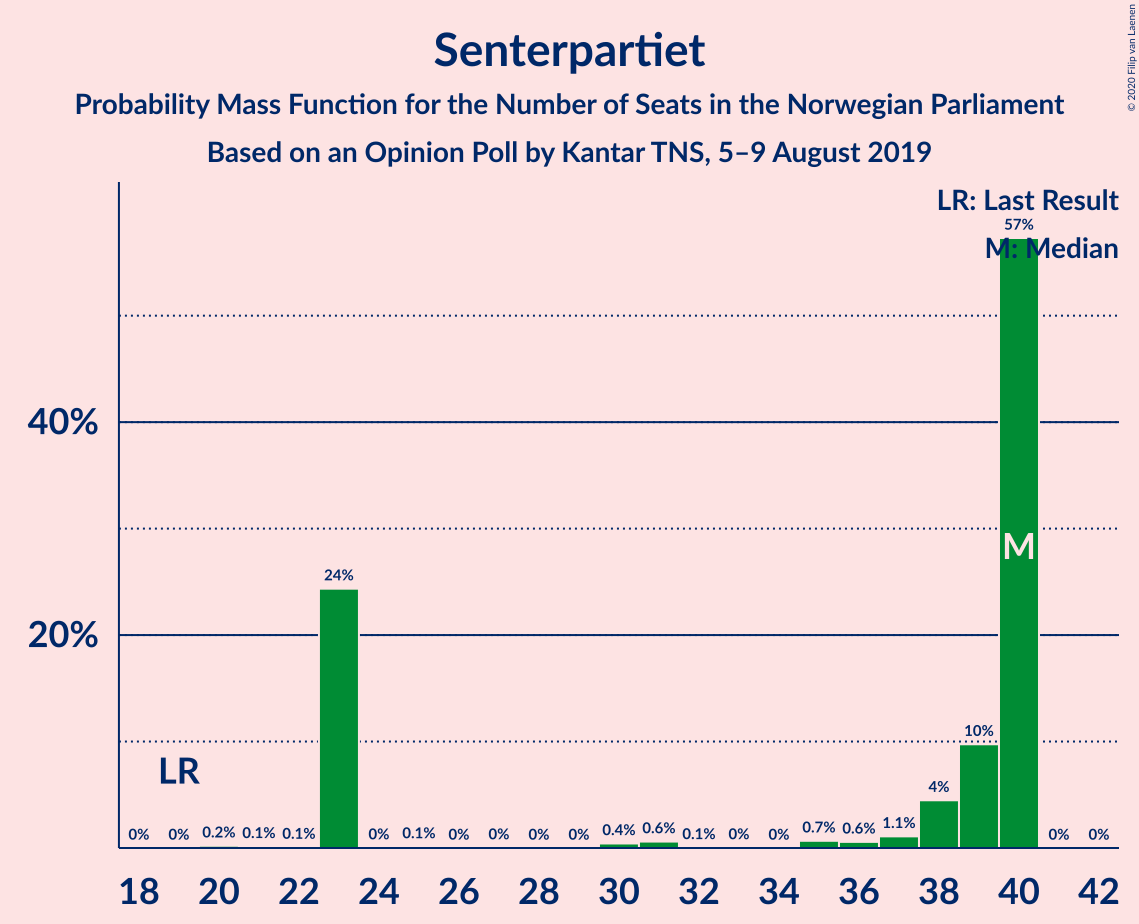 © 2020 Filip van Laenen
Senterpartiet
Probability Mass Function for the Number of Seats in the Norwegian Parliament
Based on an Opinion Poll by Kantar TNS, 5–9 August 2019
LR: Last Result
M: Median
57%
40%
20%
M
LR
0% 0% 0.2% 0.1% 0.1% 24% 0% 0.1% 0% 0% 0% 0% 0.4% 0.6% 0.1% 0% 0% 0.7% 0.6% 1.1% 4% 10% 0% 0%
18 20 22 24 26 28 30 32 34 36 38 40 42